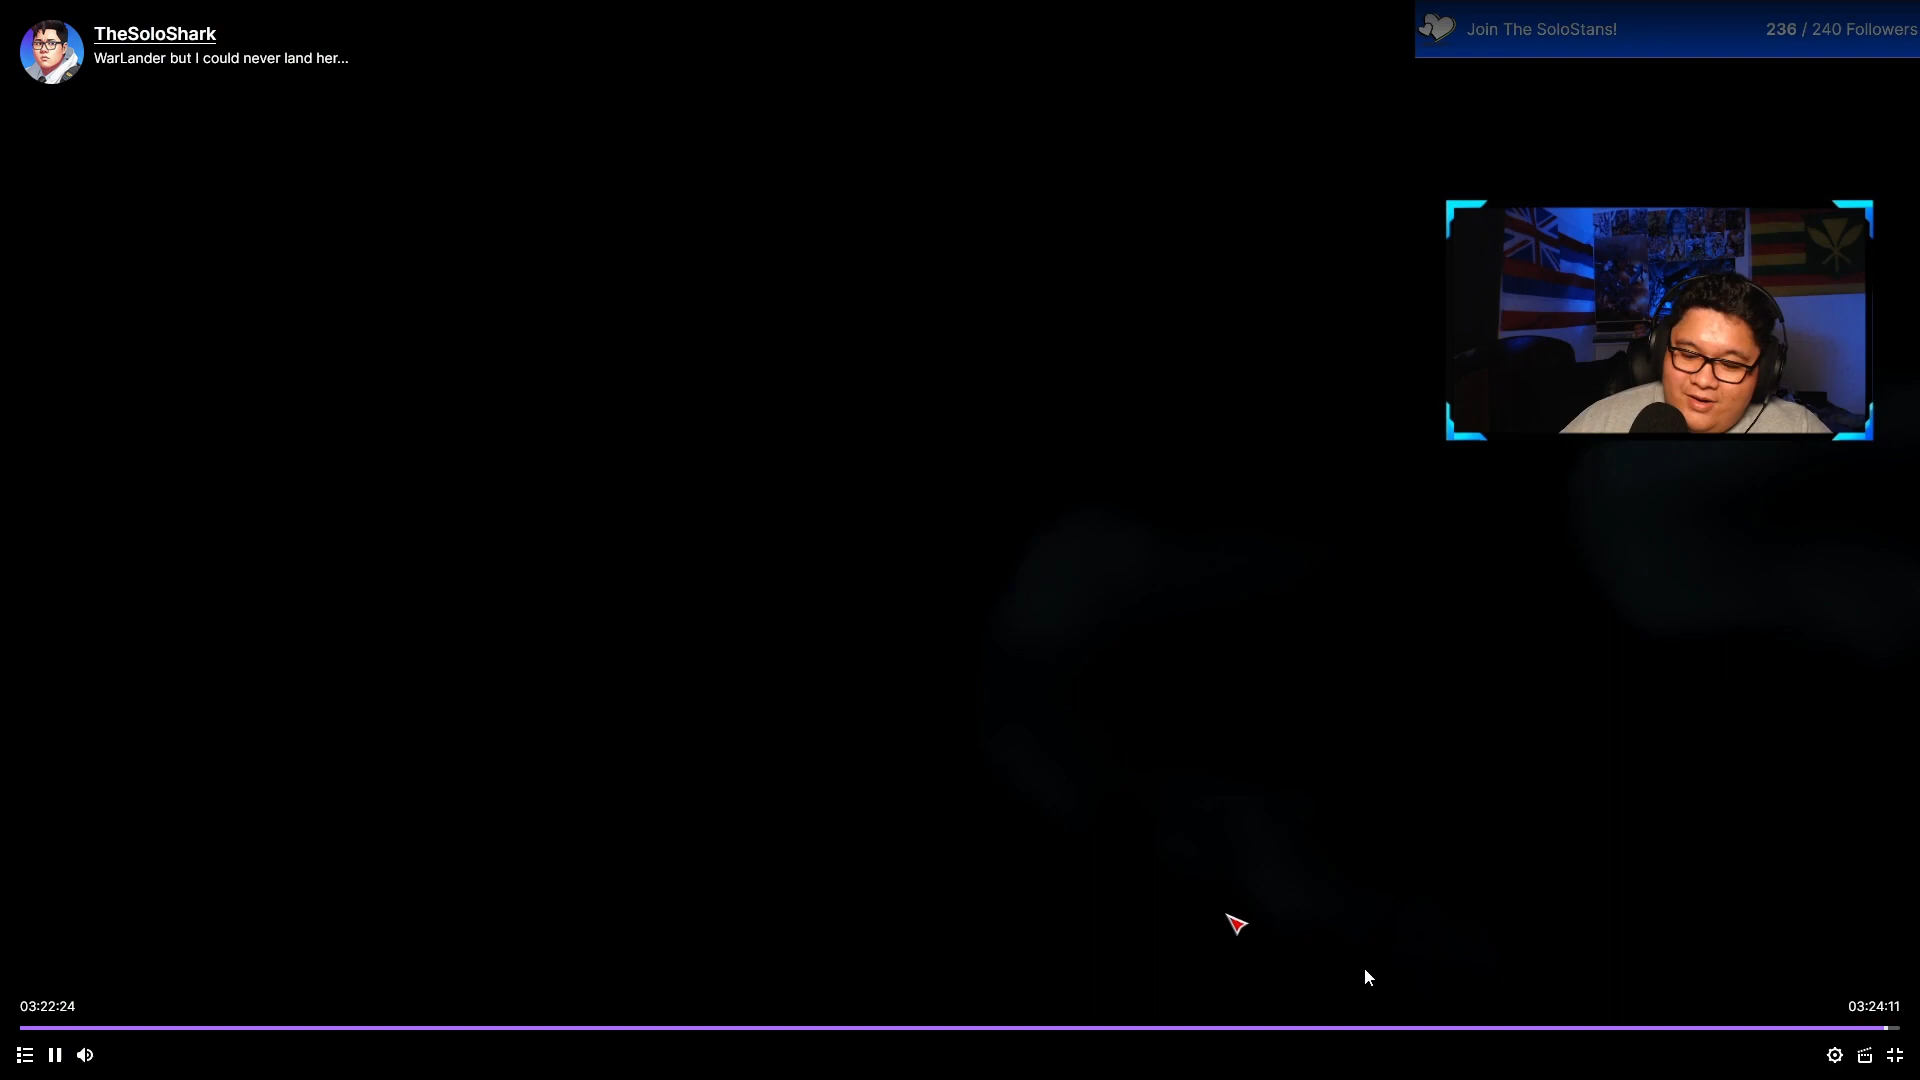 TheSoloShark
WarLander but I could never land her...
Join The SoloStans!
236 / 240 Followers
03:22:24
03:24:11